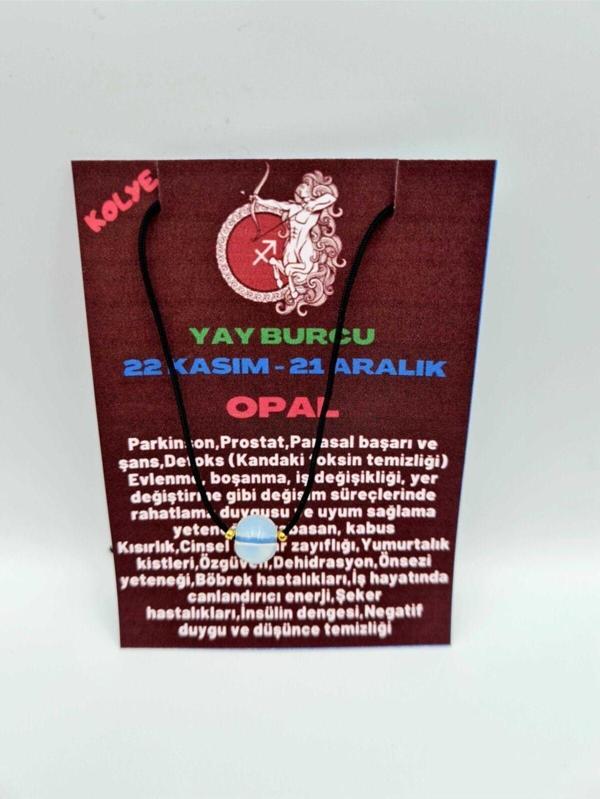 KOLYE
YAY BURCU
22 KASIM - 21 ARALIK
OPAL
Parkinson,Prostat,Parasal başarı ve
şans,Detoks (Kandaki toksin temizliği)
Evlenme, boşanma, iş değişikliği, yer
değiştirme gibi değişim süreçlerinde
rahatlama duygusu ve uyum sağlama
kabus
Kısırlık,Cinsel zayıflığı,Yumurtalık
kistleri,Özgüven,Dehidrasyon,Önsezi
yeteneği,Böbrek hastalıkları,İş hayatında
canlandırıcı enerji,Şeker
hastalıkları,İnsülin dengesi,Negatif
duygu ve düşünce temizliği